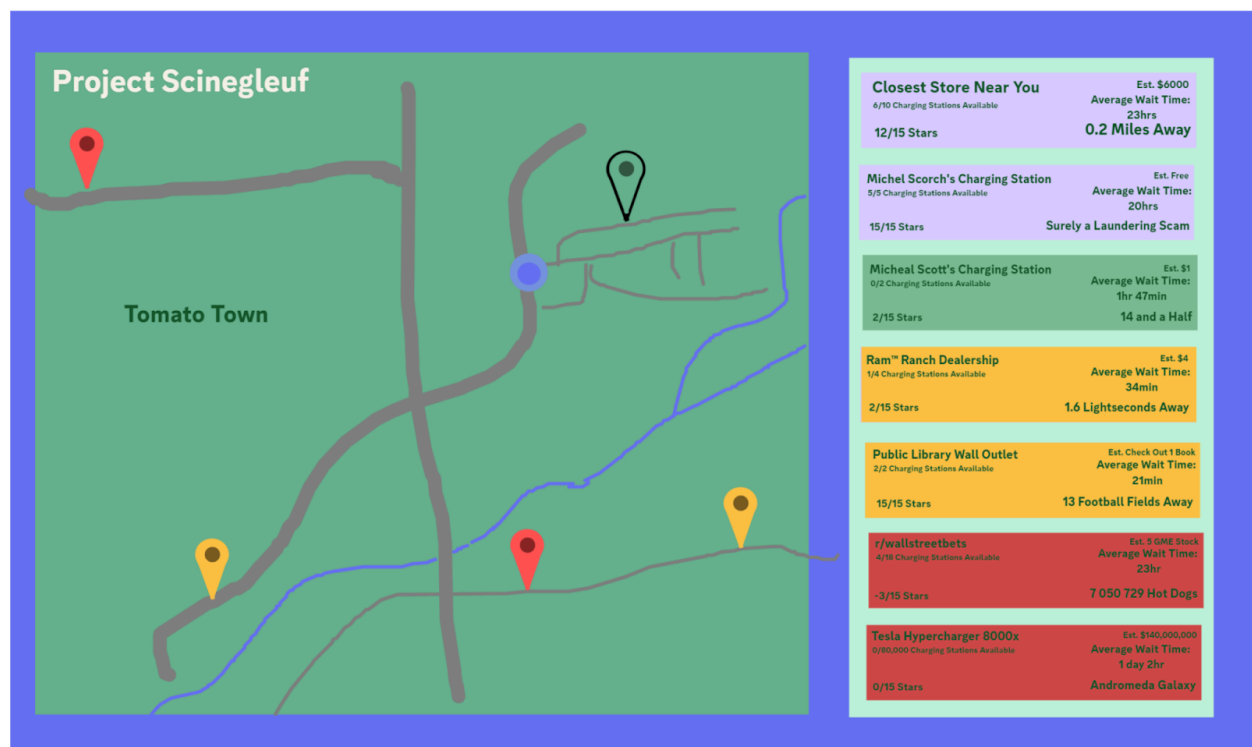 Project Scinegleuf
Tomato Town
Closest Store Near You
Est. $6000
6/10 Charging Stations Available
Average Wait Time:
23hrs
12/15 Stars
0.2 Miles Away
Michel Scorch's Charging Station
Est. Free
5/5 Charging Stations Available
Average Wait Time:
20hrs
15/15 Stars
Surely a Laundering Scam
Micheal Scott's Charging Station
Est. $1
0/2 Charging Stations Available
Average Wait Time:
1hr 47min
2/15 Stars
14 and a Half
Ram™ Ranch Dealership
Est. $4
1/4 Charging Stations Available
Average Wait Time:
34min
2/15 Stars
1.6 Lightseconds Away
Public Library Wall Outlet
Est. Check Out 1 Book
2/2 Charging Stations Available
Average Wait Time:
21min
15/15 Stars
13 Football Fields Away
r/wallstreetbets
Est. 5 GME Stock
4/18 Charging Stations Available
Average Wait Time:
23hr
-3/15 Stars
7 050 729 Hot Dogs
Tesla Hypercharger 8000x
Est. $140,000,000
0/80,000 Charging Stations Available
Average Wait Time:
1 day 2hr
0/15 Stars
Andromeda Galaxy